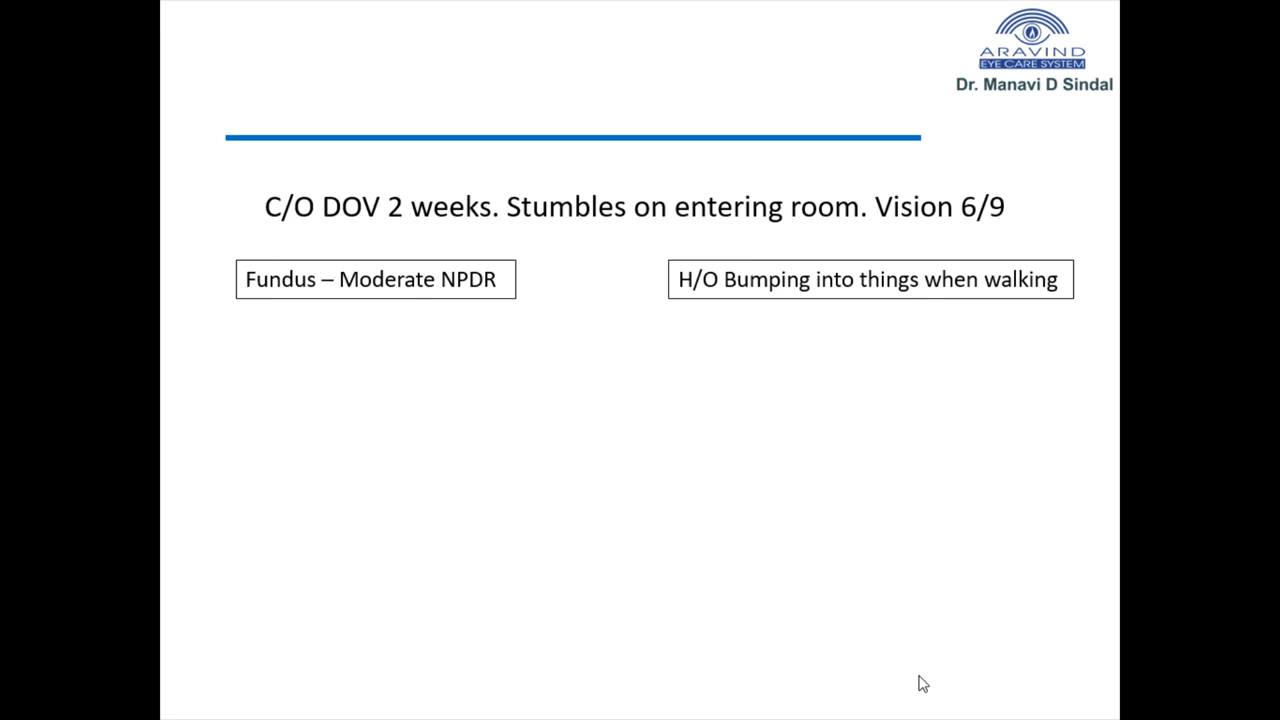 ARAVIND
EYE CARE SYSTEM
Dr. Manavi D Sindal
C/O DOV 2 weeks. Stumbles on entering room. Vision 6/9
Fundus – Moderate NPDR
H/O Bumping into things when walking